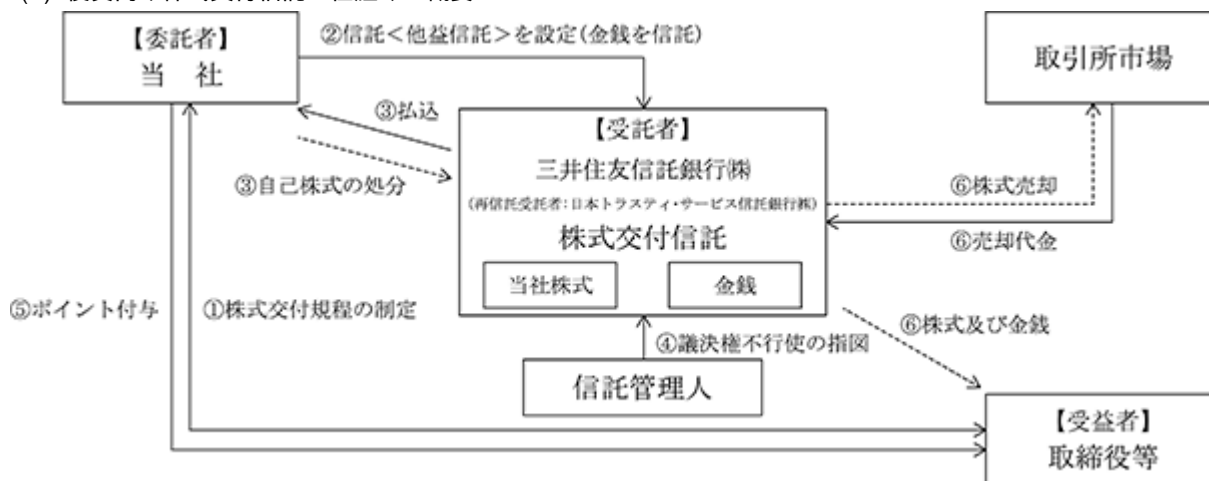 【委託者】
当 社
②信託<他益信託>を設定(金銭を信託)
取引所市場
③払込
③自己株式の処分
【受託者】
三井住友信託銀行㈱
(再信託受託者:日本トラスティ・サービス信託銀行㈱)
株式交付信託
当社株式
金銭
⑥株式売却
⑥売却代金
⑤ポイント付与
①株式交付規程の制定
④議決権不行使の指図
⑥株式及び金銭
信託管理人
【受益者】
取締役等